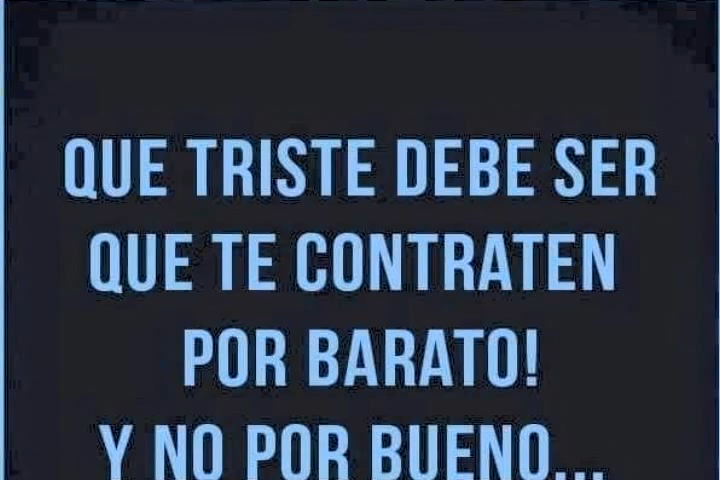 QUE TRISTE DEBE SER
QUE TE CONTRATEN
POR BARATO!
Y NO POR BUENO...